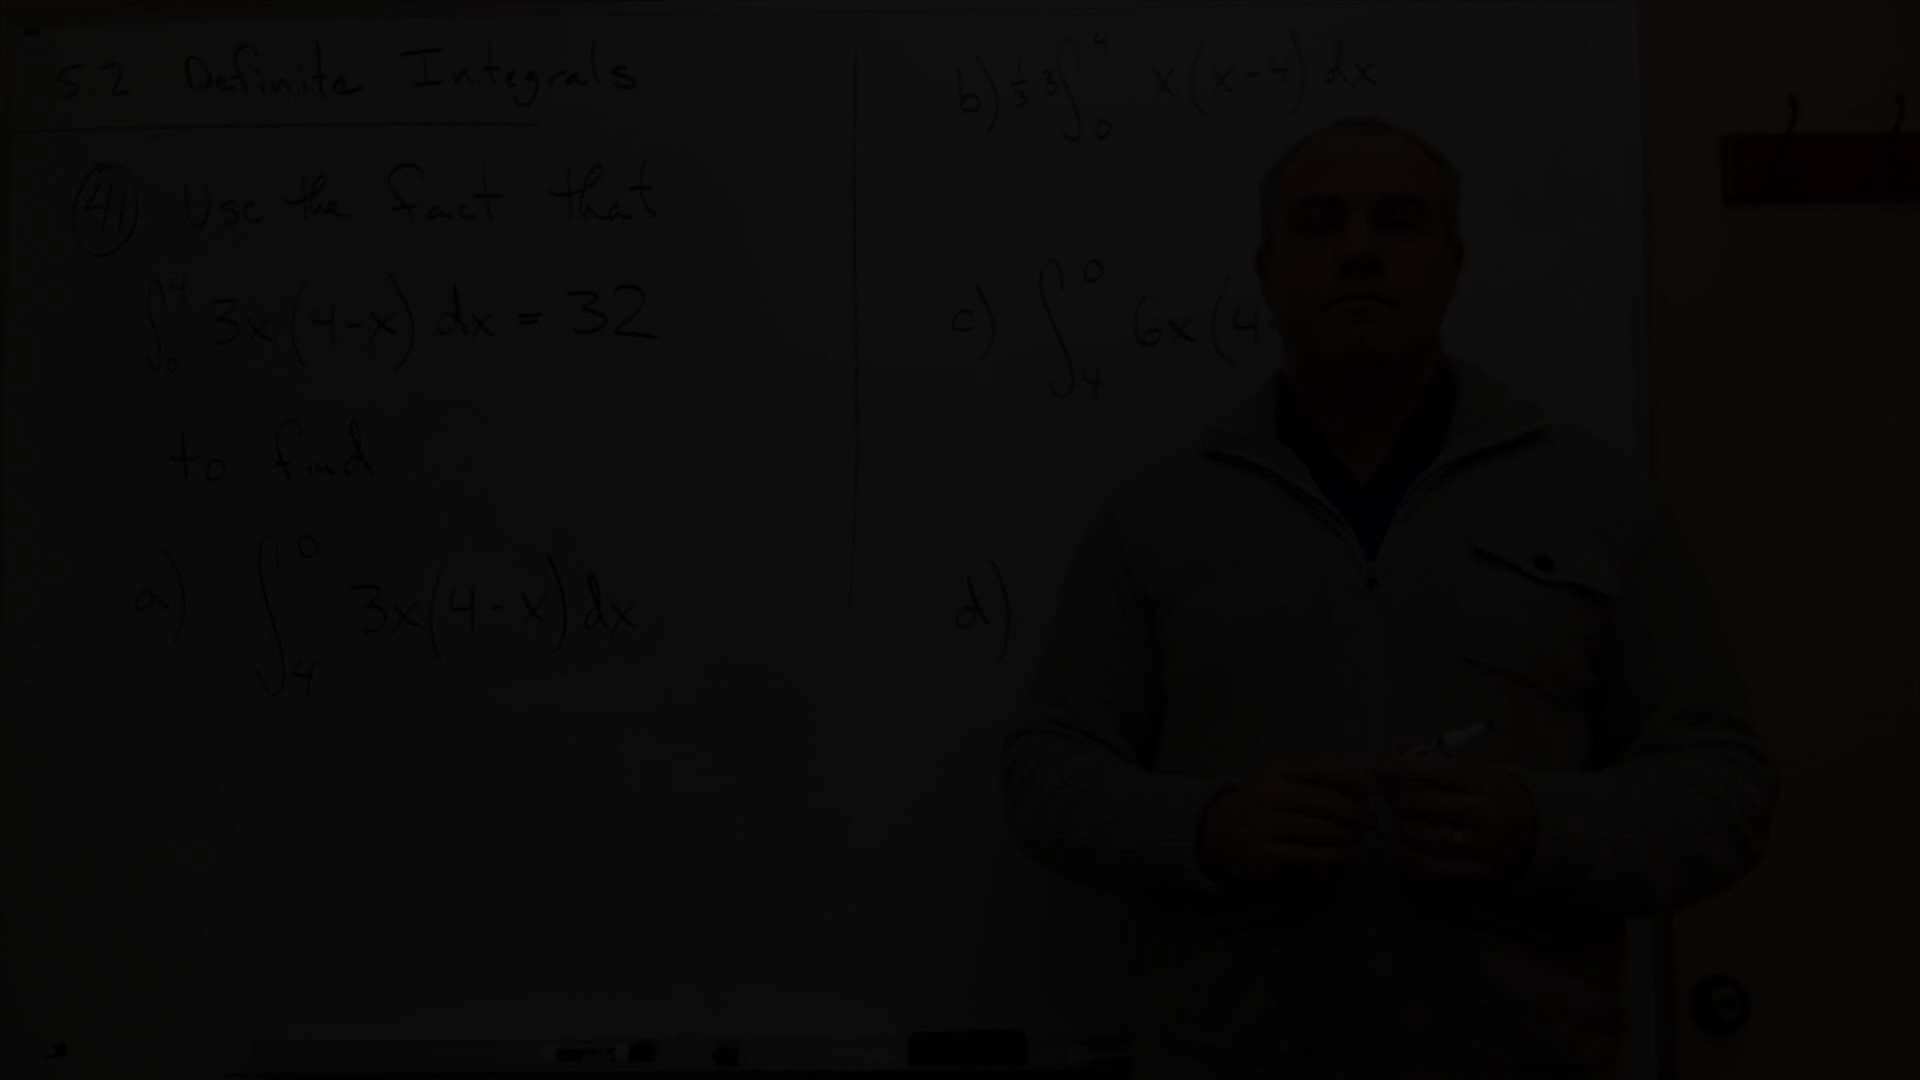 5.2 Definite Integrals
41 Use the fact that
∫₀⁴ 3x(4-x) dx = 32
to find
a) ∫₄⁰ 3x(4-x) dx
b) 1/3 · 3 ∫₀⁴ x(x-4) dx
c) ∫₄⁰ 6x(4
d)